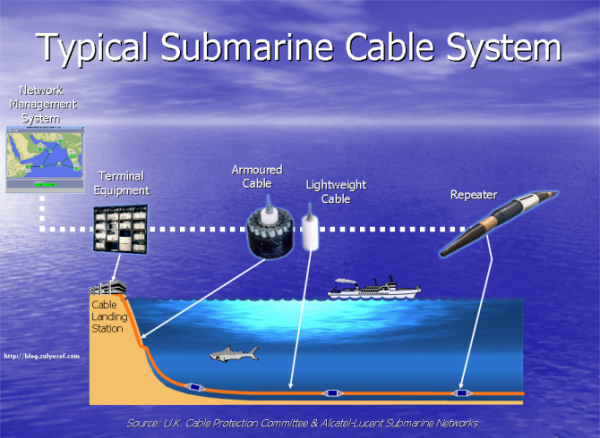 Typical Submarine Cable System
Network
Management
System
Terminal
Equipment
Armoured
Cable
Lightweight
Cable
Repeater
Cable
Landing
Station
http://blog.zulyusof.com
Source: U.K. Cable Protection Committee & Alcatel-Lucent Submarine Networks